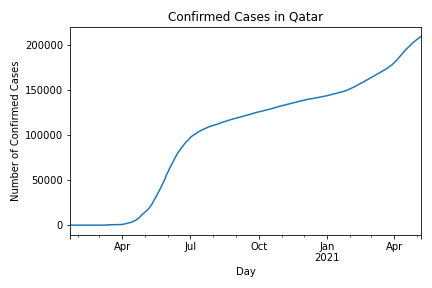 Confirmed Cases in Qatar
200000
150000
100000
50000
0
Number of Confirmed Cases
Apr
Jul
Oct
Jan
2021
Apr
Day